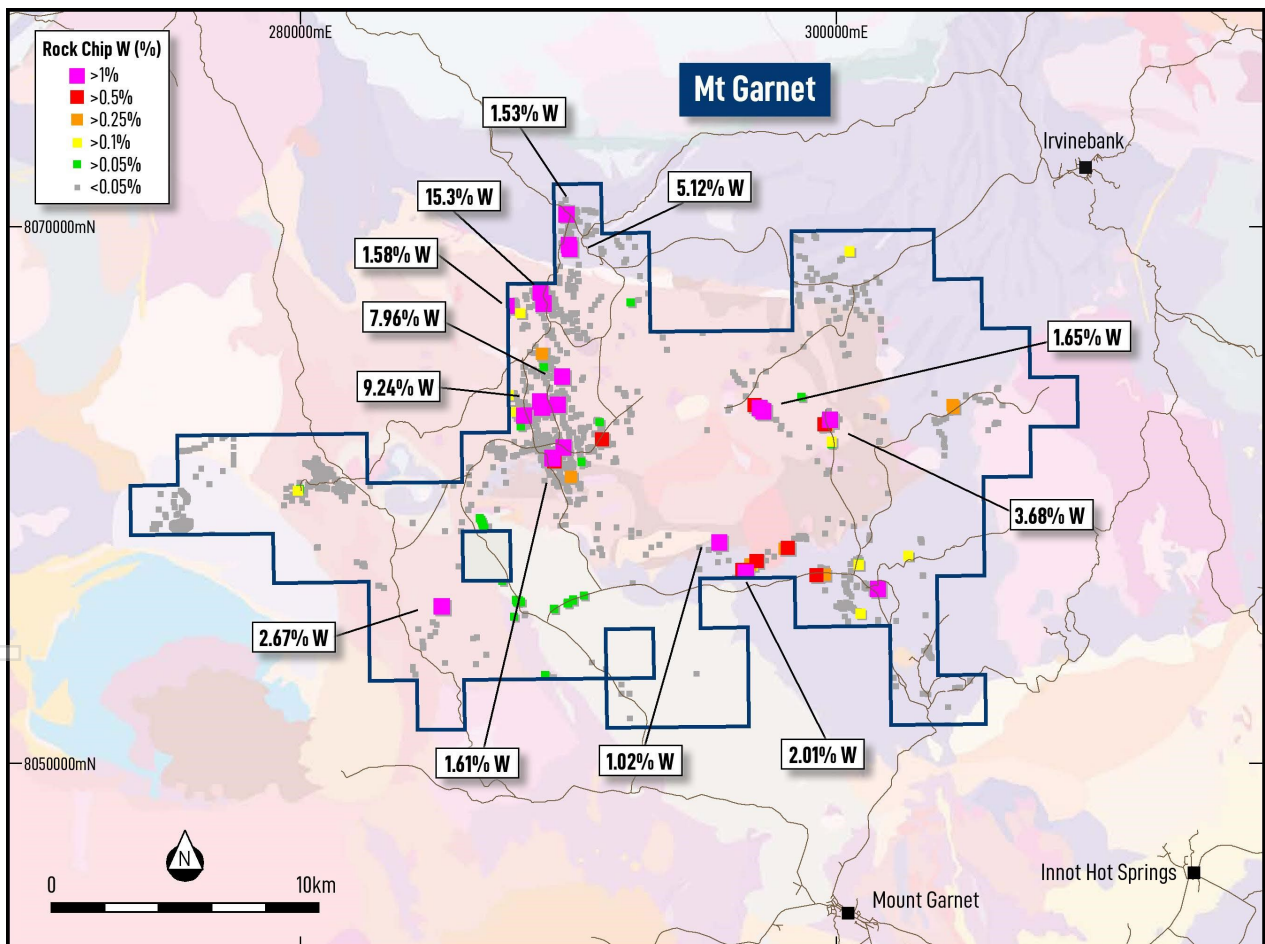 280000mE
300000mE
Rock Chip W (%)
>1%
>0.5%
>0.25%
>0.1%
>0.05%
<0.05%
Mt Garnet
1.53% W
Irvinebank
15.3% W
5.12% W
8070000mN
1.58% W
7.96% W
1.65% W
9.24% W
3.68% W
2.67% W
1.61% W
1.02% W
2.01% W
8050000mN
N
0
10km
Innot Hot Springs
Mount Garnet